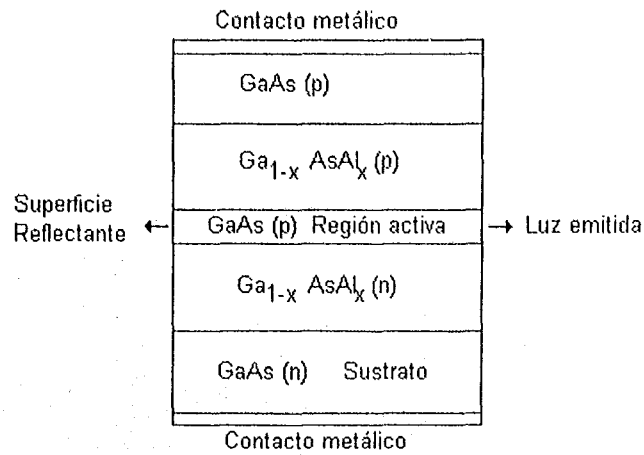 Contacto metálico
GaAs (p)
Ga1-x AsAlx (p)
Superficie
Reflectante
GaAs (p) Región activa
Luz emitida
Ga1-x AsAlx (n)
GaAs (n) Sustrato
Contacto metálico